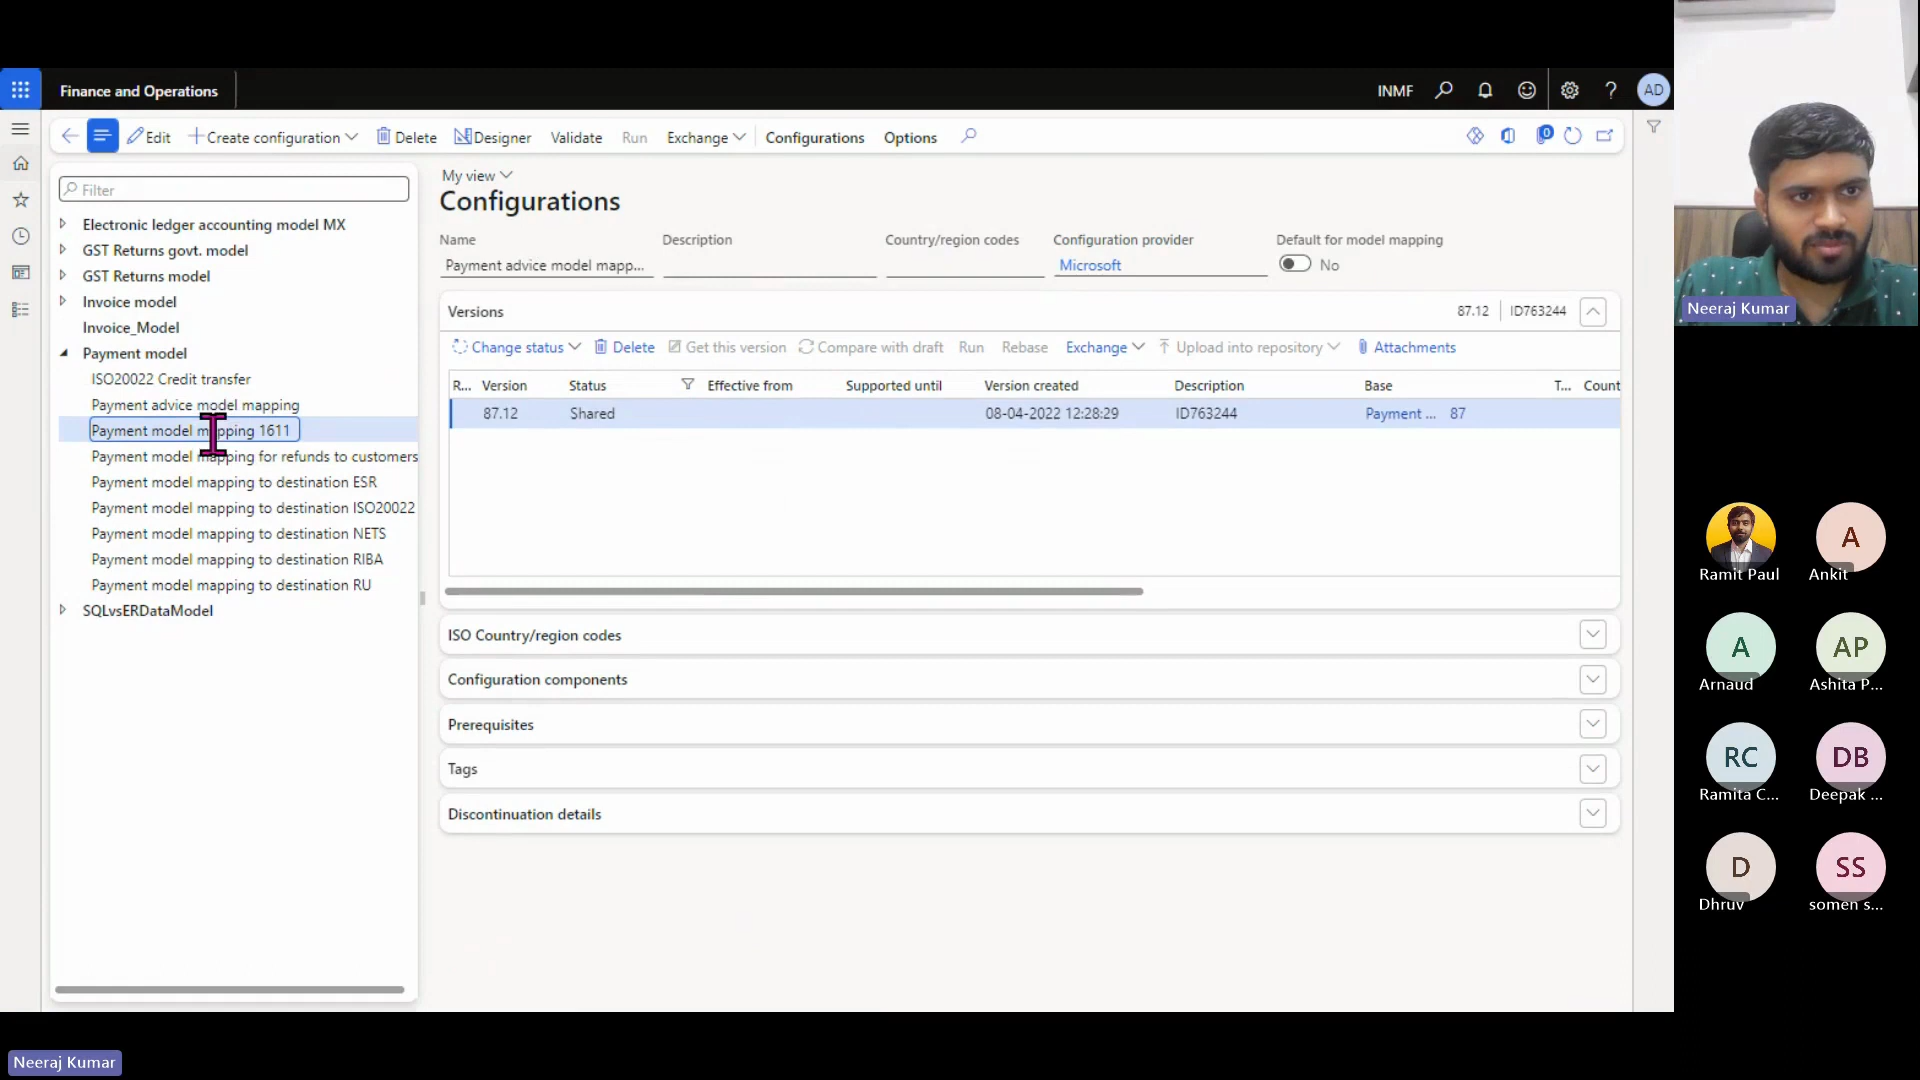 Finance and Operations
INMF
AD
Edit
Create configuration
Delete
Designer
Validate
Run
Exchange
Configurations
Options
0
Filter
Electronic ledger accounting model MX
GST Returns govt. model
GST Returns model
Invoice model
Invoice_Model
Payment model
ISO20022 Credit transfer
Payment advice model mapping
Payment model mapping 1611
Payment model mapping for refunds to customers
Payment model mapping to destination ESR
Payment model mapping to destination ISO20022
Payment model mapping to destination NETS
Payment model mapping to destination RIBA
Payment model mapping to destination RU
SQLvsERDataModel
My view
Configurations
Name
Description
Country/region codes
Configuration provider
Default for model mapping
Payment advice model mapp...
Microsoft
No
Versions
87.12
ID763244
Change status
Delete
Get this version
Compare with draft
Run
Rebase
Exchange
Upload into repository
Attachments
R...
Version
Status
Effective from
Supported until
Version created
Description
Base
T...
Count
87.12
Shared
08-04-2022 12:28:29
ID763244
Payment ...
87
ISO Country/region codes
Configuration components
Prerequisites
Tags
Discontinuation details
Neeraj Kumar
Ramit Paul
A
Ankit
A
Arnaud
AP
Ashita P...
RC
Ramita C...
DB
Deepak ...
D
Dhruv
SS
somen s...
Neeraj Kumar